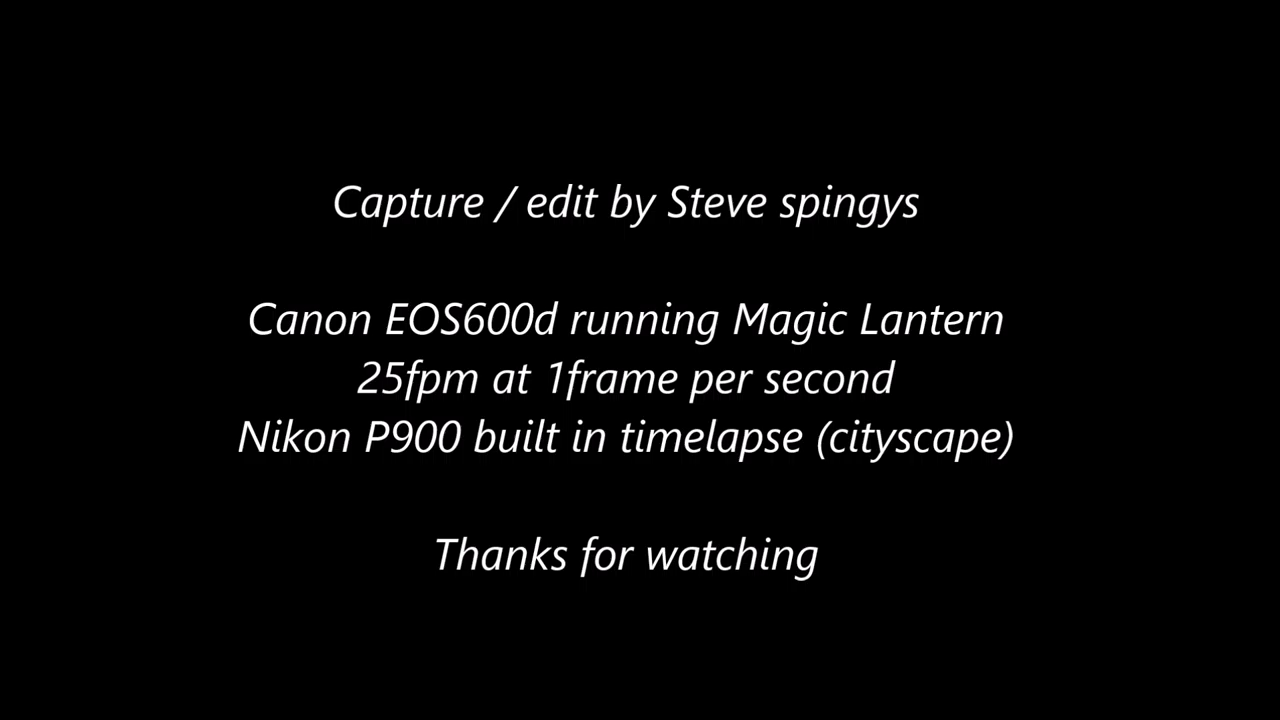 Capture / edit by Steve spingys
Canon EOS600d running Magic Lantern
25fpm at 1frame per second
Nikon P900 built in timelapse (cityscape)
Thanks for watching